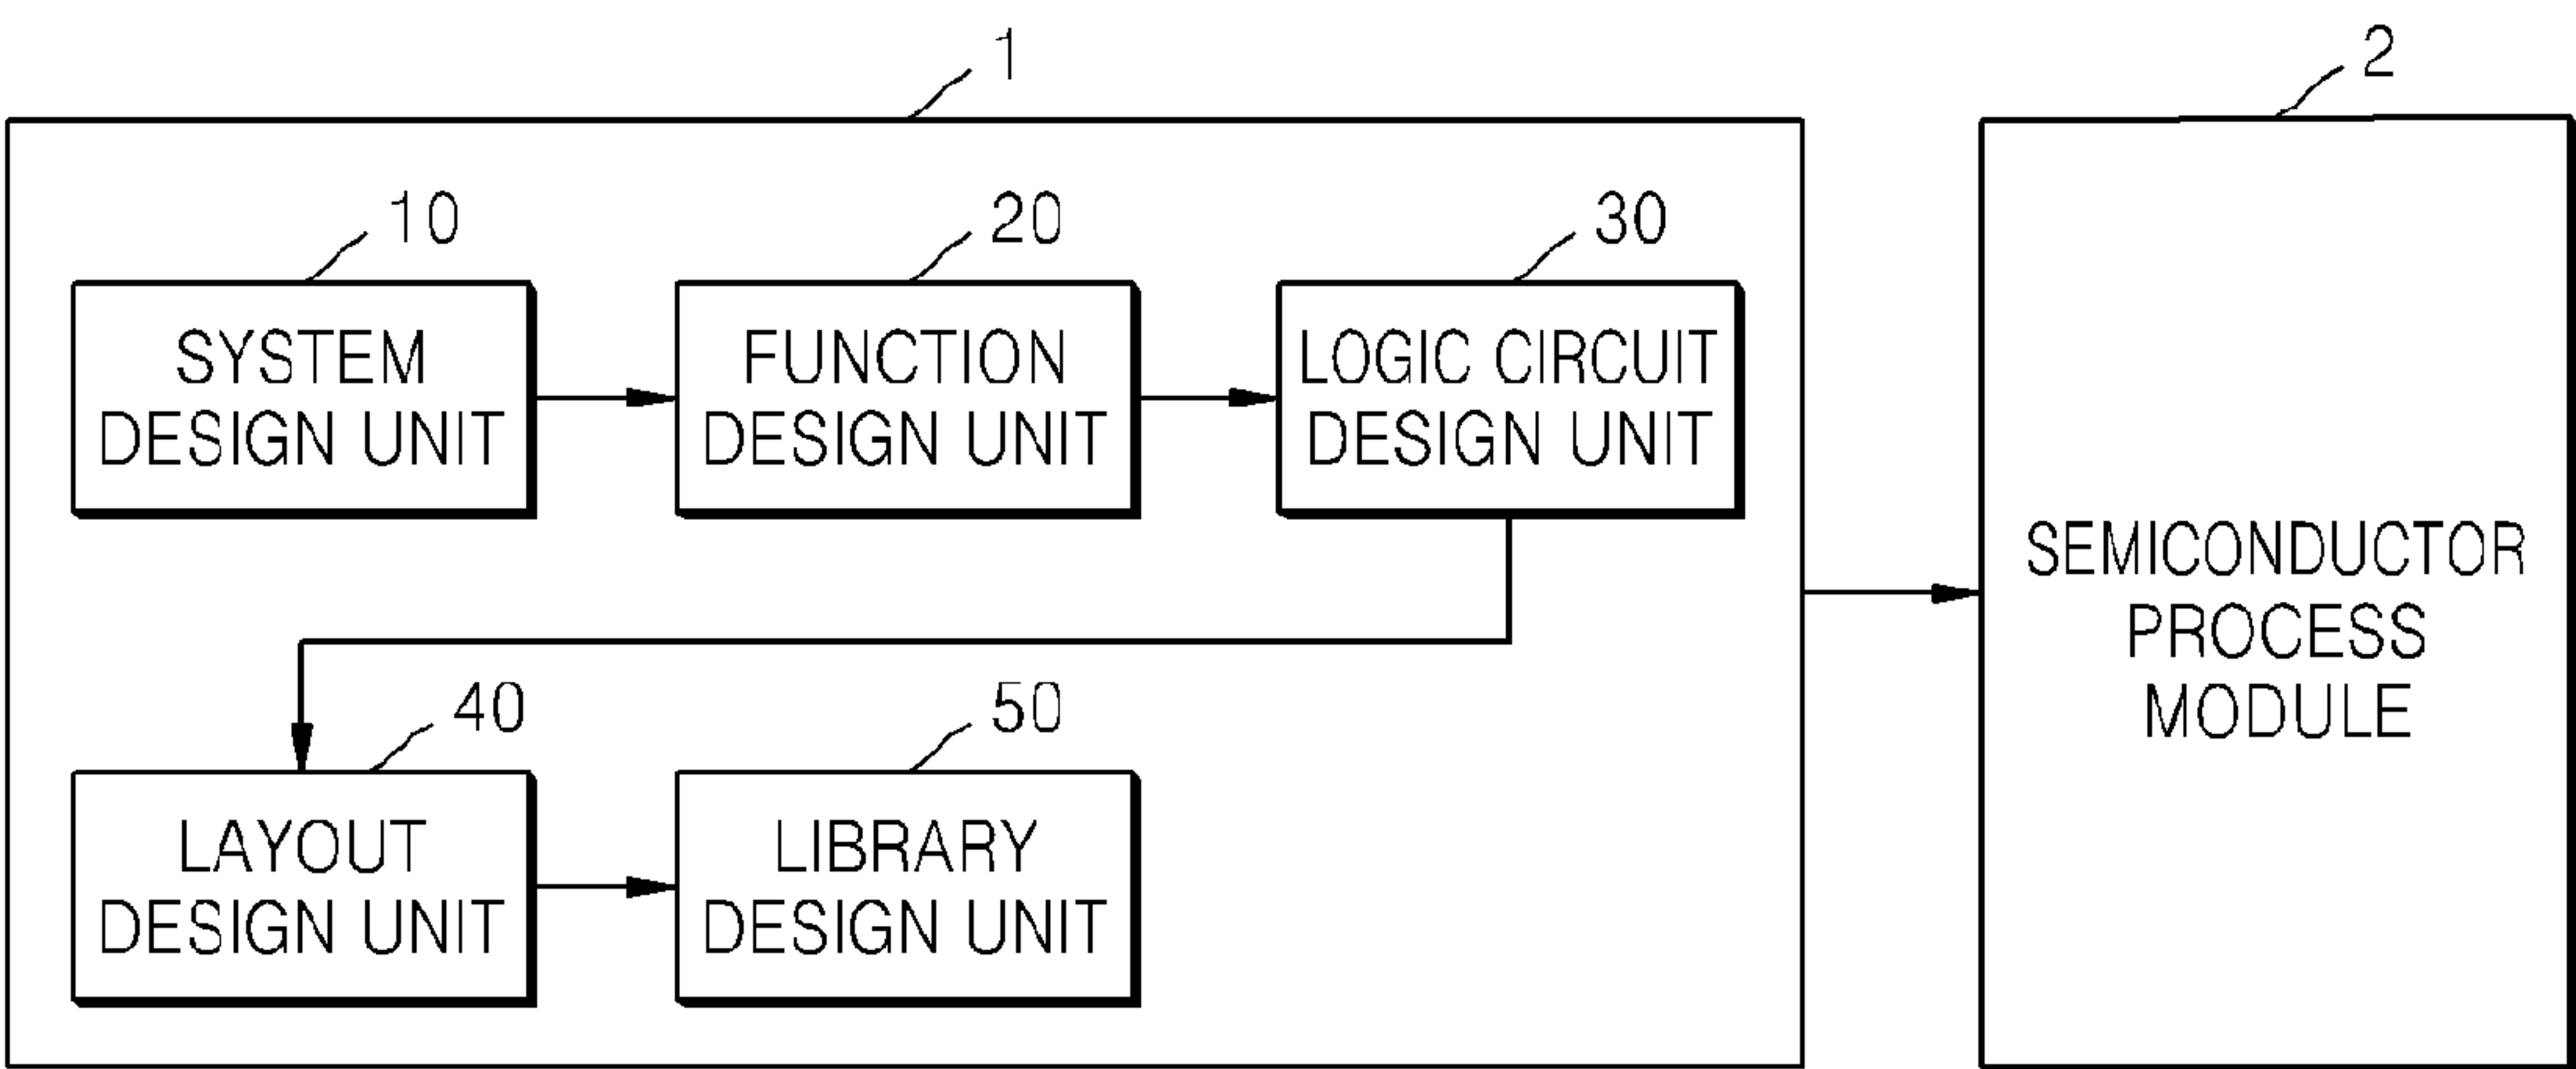 1
2
10
20
30
SYSTEM
DESIGN UNIT
FUNCTION
DESIGN UNIT
LOGIC CIRCUIT
DESIGN UNIT
SEMICONDUCTOR
PROCESS
MODULE
40
50
LAYOUT
DESIGN UNIT
LIBRARY
DESIGN UNIT